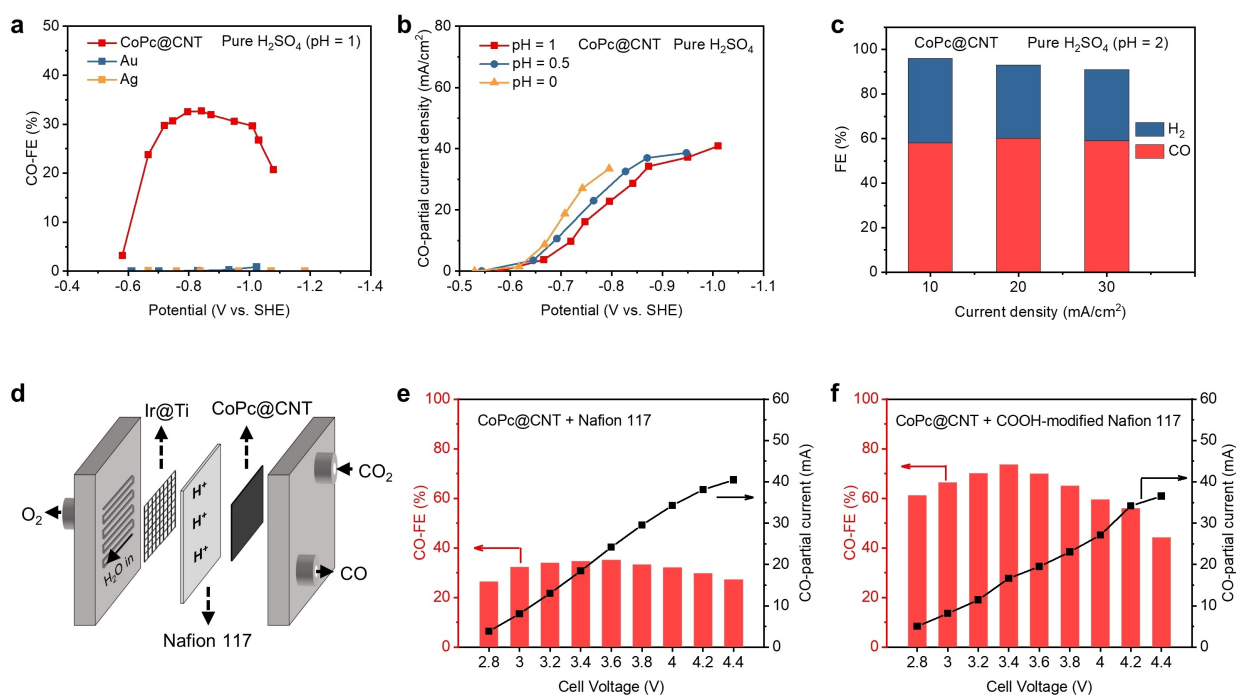 a
CoPc@CNT
Au
Ag
Pure H₂SO₄ (pH = 1)
50
40
30
20
10
0
CO-FE (%)
-0.4
-0.6
-0.8
-1.0
-1.2
-1.4
Potential (V vs. SHE)
b
pH = 1
pH = 0.5
pH = 0
CoPc@CNT
Pure H₂SO₄
80
60
40
20
0
CO-partial current density (mA/cm²)
-0.5
-0.6
-0.7
-0.8
-0.9
-1.0
-1.1
Potential (V vs. SHE)
c
CoPc@CNT
Pure H₂SO₄ (pH = 2)
100
80
60
40
20
0
FE (%)
H₂
CO
10
20
30
Current density (mA/cm²)
d
Ir@Ti
CoPc@CNT
CO₂
O₂
H⁺
H⁺
H⁺
H₂O in
CO
Nafion 117
e
CoPc@CNT + Nafion 117
100
80
60
40
20
0
CO-FE (%)
60
50
40
30
20
10
0
CO-partial current (mA)
2.8
3
3.2
3.4
3.6
3.8
4
4.2
4.4
Cell Voltage (V)
f
CoPc@CNT + COOH-modified Nafion 117
100
80
60
40
20
0
CO-FE (%)
60
50
40
30
20
10
0
CO-partial current (mA)
2.8
3
3.2
3.4
3.6
3.8
4
4.2
4.4
Cell Voltage (V)